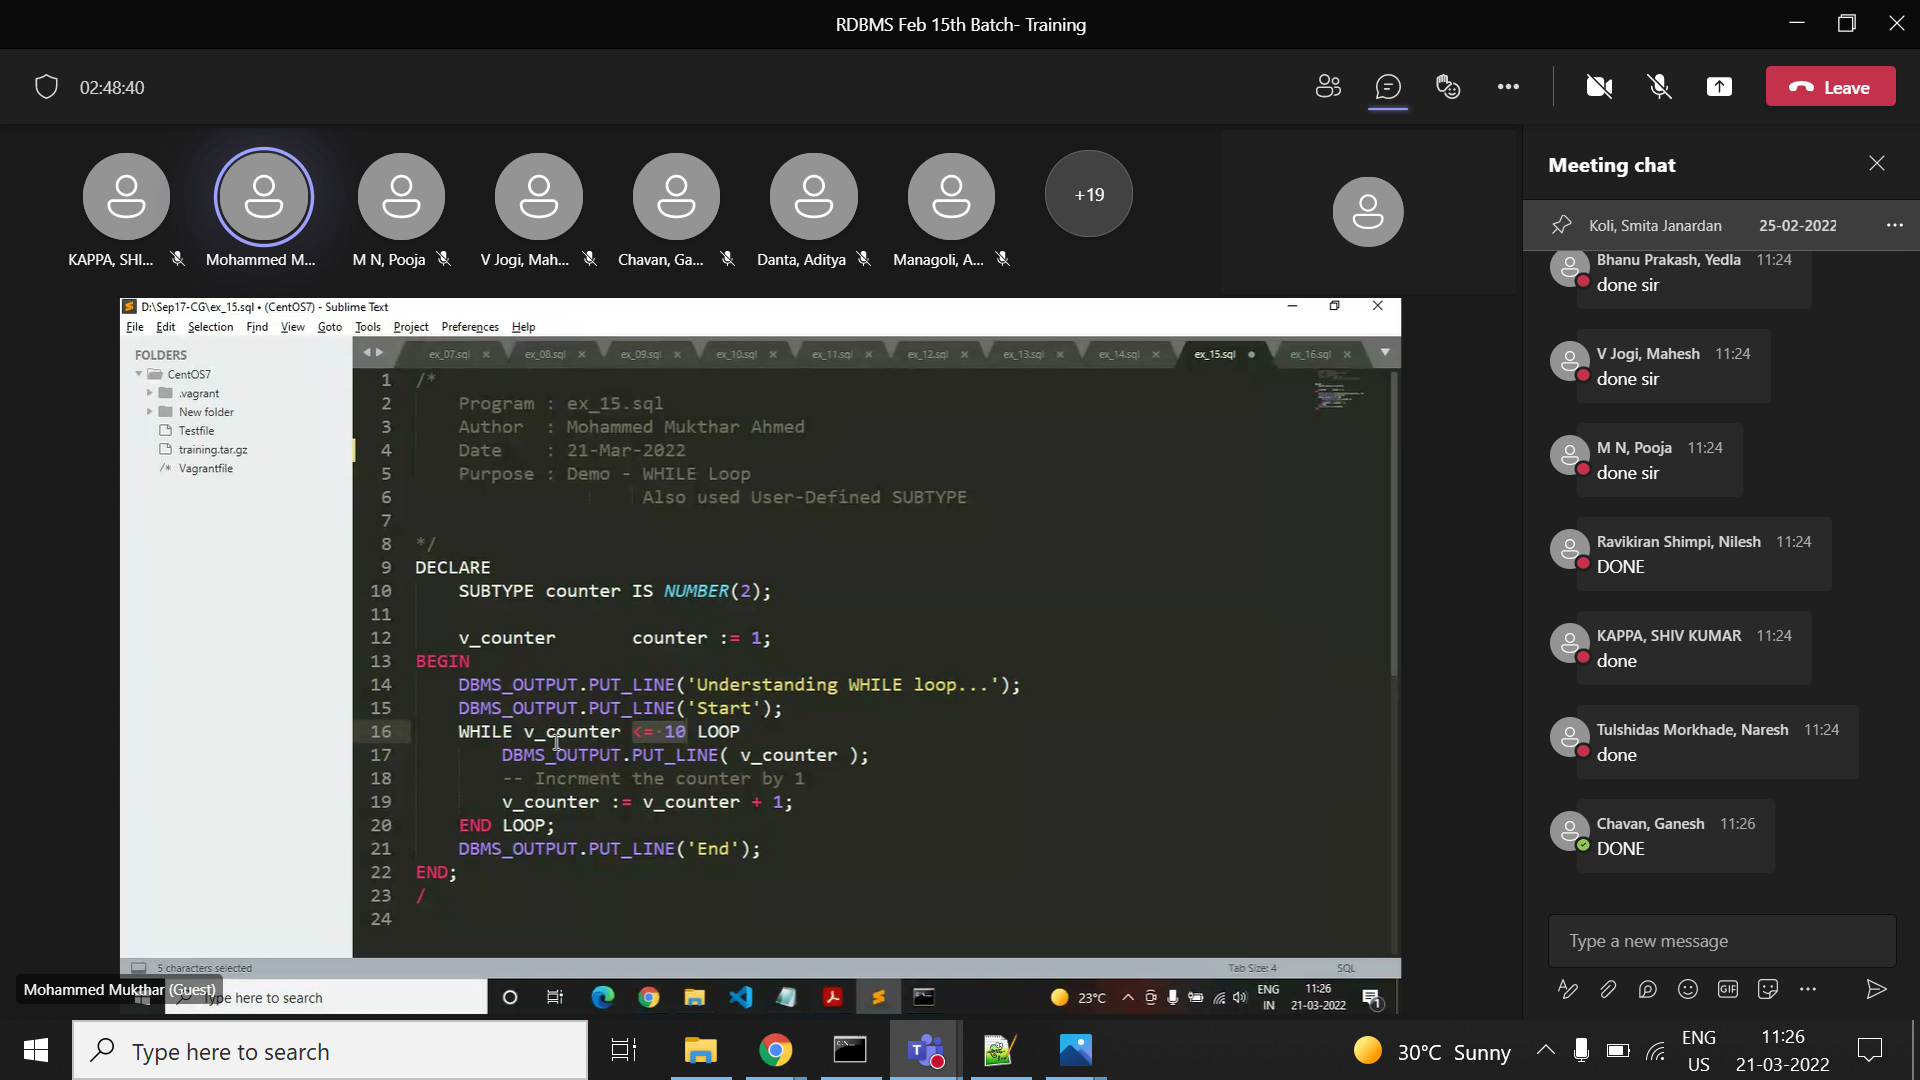 RDBMS Feb 15th Batch- Training
02:48:40
Leave
KAPPA, SHI...
Mohammed M...
M N, Pooja
V Jogi, Mah...
Chavan, Ga...
Danta, Aditya
Managoli, A...
+19
Meeting chat
Koli, Smita Janardan 25-02-2022
Bhanu Prakash, Yedla 11:24
done sir
V Jogi, Mahesh 11:24
done sir
M N, Pooja 11:24
done sir
Ravikiran Shimpi, Nilesh 11:24
DONE
KAPPA, SHIV KUMAR 11:24
done
Tulshidas Morkhade, Naresh 11:24
done
Chavan, Ganesh 11:26
DONE
Type a new message
GIF
D:\Sep17-CG\ex_15.sql • (CentOS7) - Sublime Text
File Edit Selection Find View Goto Tools Project Preferences Help
FOLDERS
CentOS7
.vagrant
New folder
Testfile
training.tar.gz
Vagrantfile
ex_07.sql ex_08.sql ex_09.sql ex_10.sql ex_11.sql ex_12.sql ex_13.sql ex_14.sql ex_15.sql ex_16.sql
1 /*
2 Program : ex_15.sql
3 Author : Mohammed Mukthar Ahmed
4 Date : 21-Mar-2022
5 Purpose : Demo - WHILE Loop
6 Also used User-Defined SUBTYPE
7
8 */
9 DECLARE
10 SUBTYPE counter IS NUMBER(2);
11
12 v_counter counter := 1;
13 BEGIN
14 DBMS_OUTPUT.PUT_LINE('Understanding WHILE loop...');
15 DBMS_OUTPUT.PUT_LINE('Start');
16 WHILE v_counter <= 10 LOOP
17 DBMS_OUTPUT.PUT_LINE( v_counter );
18 -- Incrment the counter by 1
19 v_counter := v_counter + 1;
20 END LOOP;
21 DBMS_OUTPUT.PUT_LINE('End');
22 END;
23 /
24
5 characters selected
Tab Size: 4 SQL
Mohammed Mukthar (Guest)
Type here to search
23°C ENG IN 11:26 21-03-2022 1
Type here to search
30°C Sunny ENG US 11:26 21-03-2022